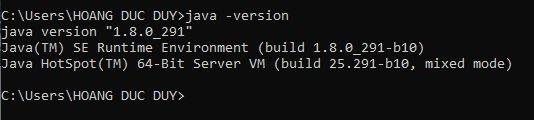 C:\Users\HOANG DUC DUY>java -version
java version "1.8.0_291"
Java(TM) SE Runtime Environment (build 1.8.0_291-b10)
Java HotSpot(TM) 64-Bit Server VM (build 25.291-b10, mixed mode)
C:\Users\HOANG DUC DUY>